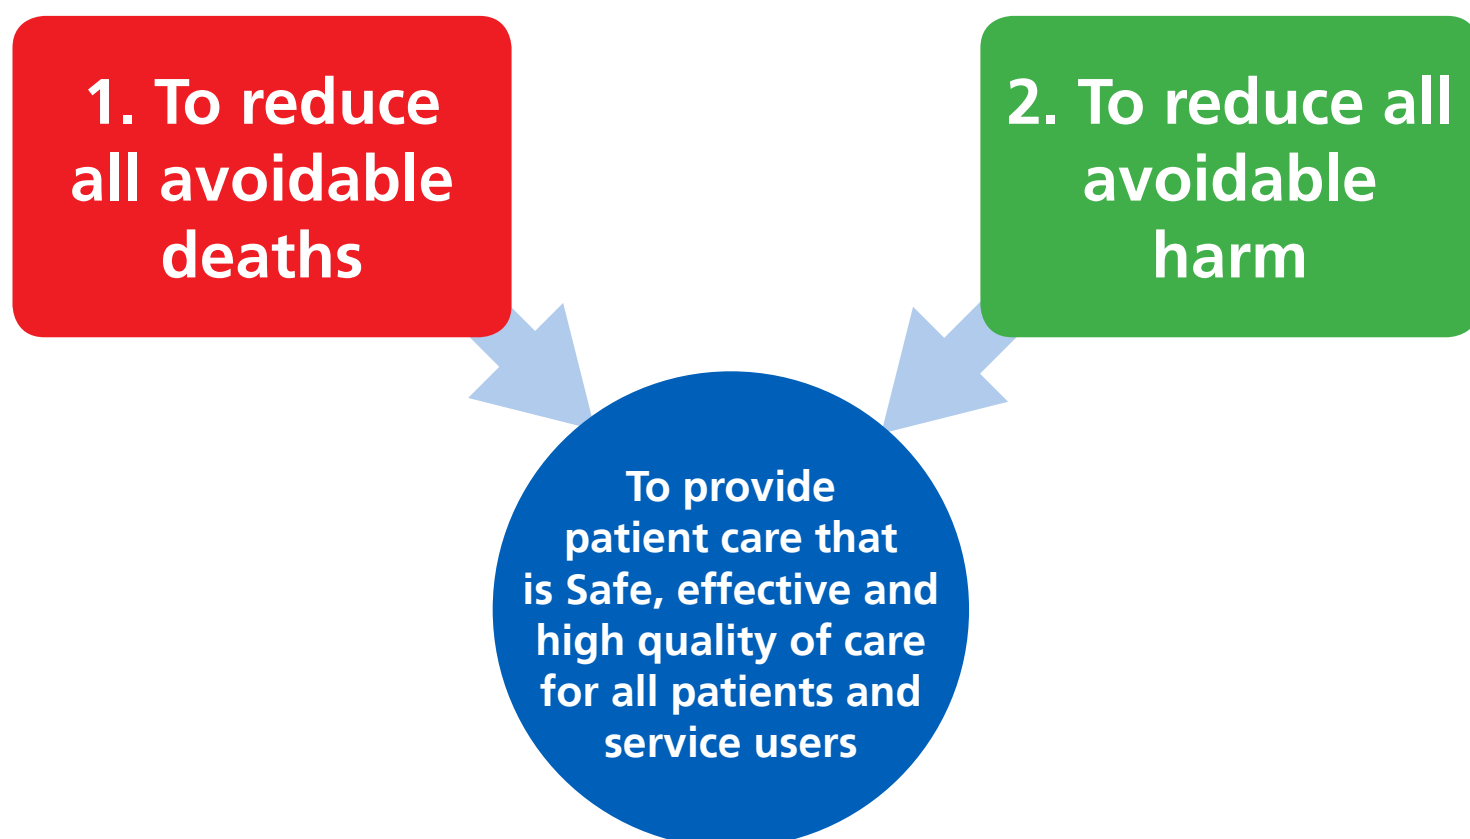 1. To reduce
all avoidable
deaths
2. To reduce all
avoidable
harm
To provide
patient care that
is Safe, effective and
high quality of care
for all patients and
service users